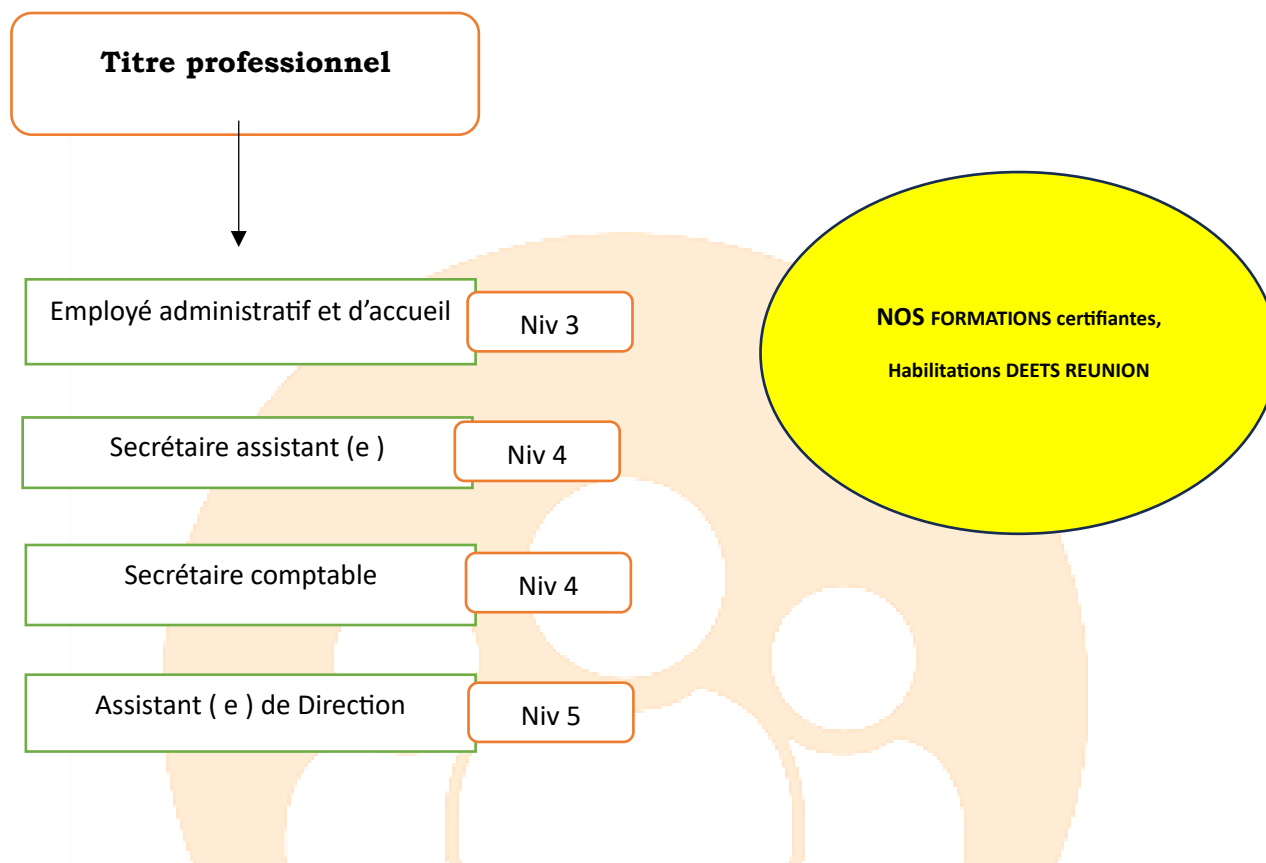 Titre professionnel
Employé administratif et d’accueil
Niv 3
Secrétaire assistant (e )
Niv 4
Secrétaire comptable
Niv 4
Assistant ( e ) de Direction
Niv 5
NOS FORMATIONS certifiantes,
Habilitations DEETS REUNION